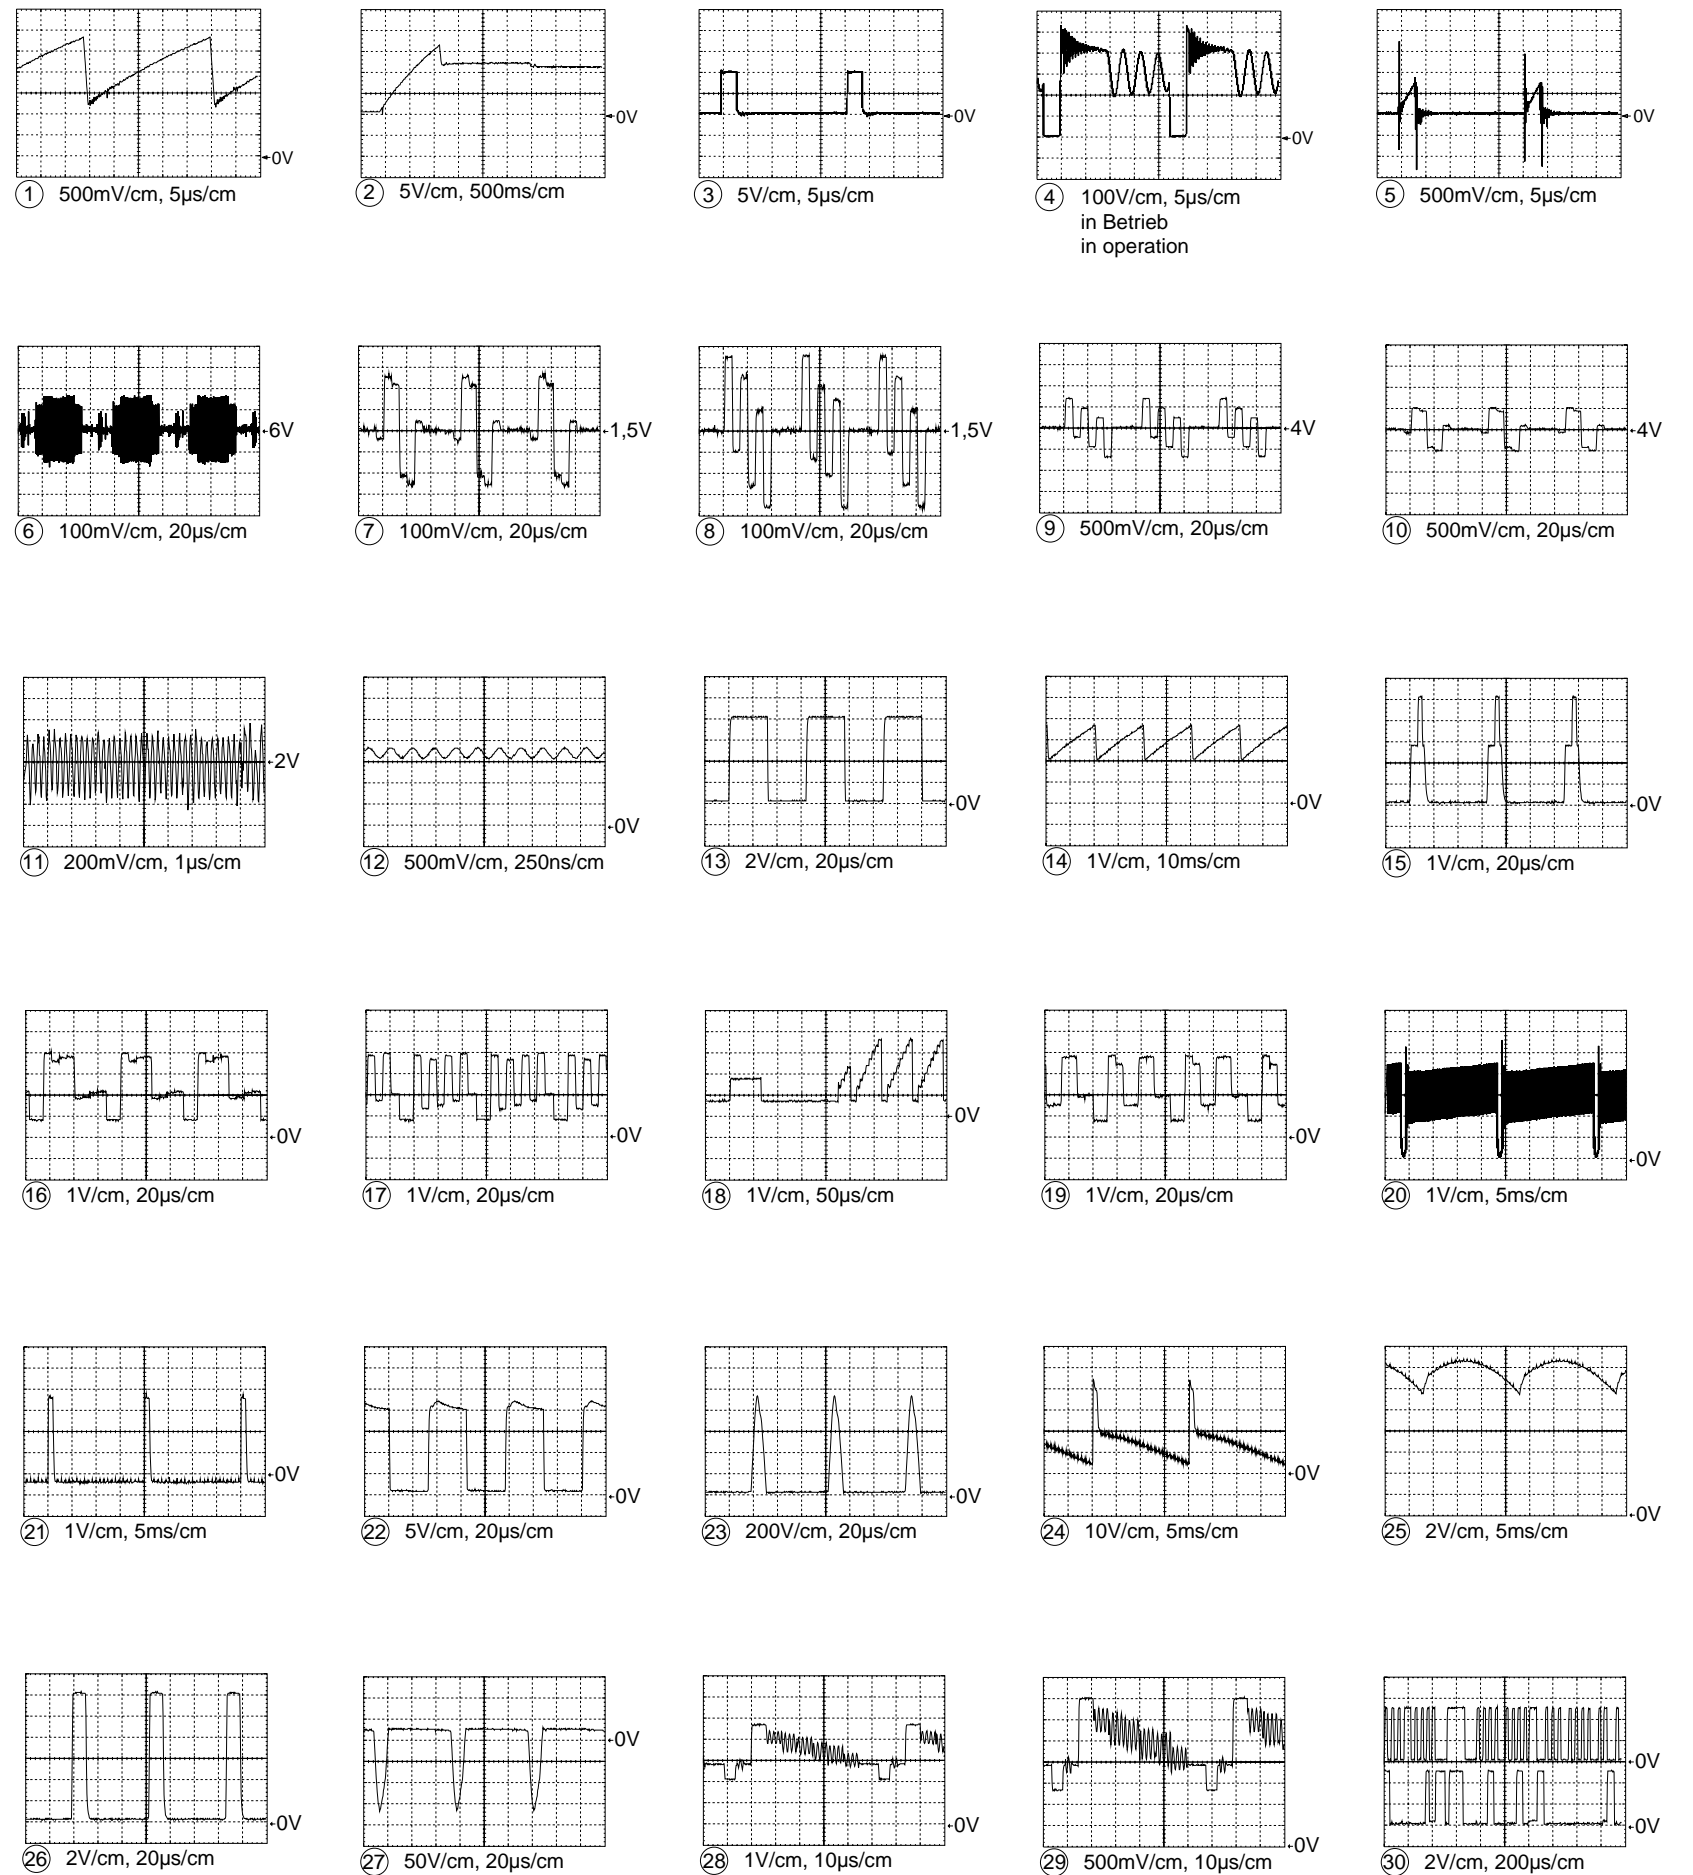 0V
① 500mV/cm, 5µs/cm
0V
② 5V/cm, 500ms/cm
0V
③ 5V/cm, 5µs/cm
0V
④ 100V/cm, 5µs/cm
in Betrieb
in operation
0V
⑤ 500mV/cm, 5µs/cm
6V
⑥ 100mV/cm, 20µs/cm
1,5V
⑦ 100mV/cm, 20µs/cm
1,5V
⑧ 100mV/cm, 20µs/cm
4V
⑨ 500mV/cm, 20µs/cm
4V
⑩ 500mV/cm, 20µs/cm
2V
⑪ 200mV/cm, 1µs/cm
0V
⑫ 500mV/cm, 250ns/cm
0V
⑬ 2V/cm, 20µs/cm
0V
⑭ 1V/cm, 10ms/cm
0V
⑮ 1V/cm, 20µs/cm
0V
⑯ 1V/cm, 20µs/cm
0V
⑰ 1V/cm, 20µs/cm
0V
⑱ 1V/cm, 50µs/cm
0V
⑲ 1V/cm, 20µs/cm
0V
⑳ 1V/cm, 5ms/cm
0V
㉑ 1V/cm, 5ms/cm
0V
㉒ 5V/cm, 20µs/cm
0V
㉓ 200V/cm, 20µs/cm
0V
㉔ 10V/cm, 5ms/cm
0V
㉕ 2V/cm, 5ms/cm
0V
㉖ 2V/cm, 20µs/cm
0V
㉗ 50V/cm, 20µs/cm
0V
㉘ 1V/cm, 10µs/cm
0V
㉙ 500mV/cm, 10µs/cm
0V
0V
㉚ 2V/cm, 200µs/cm